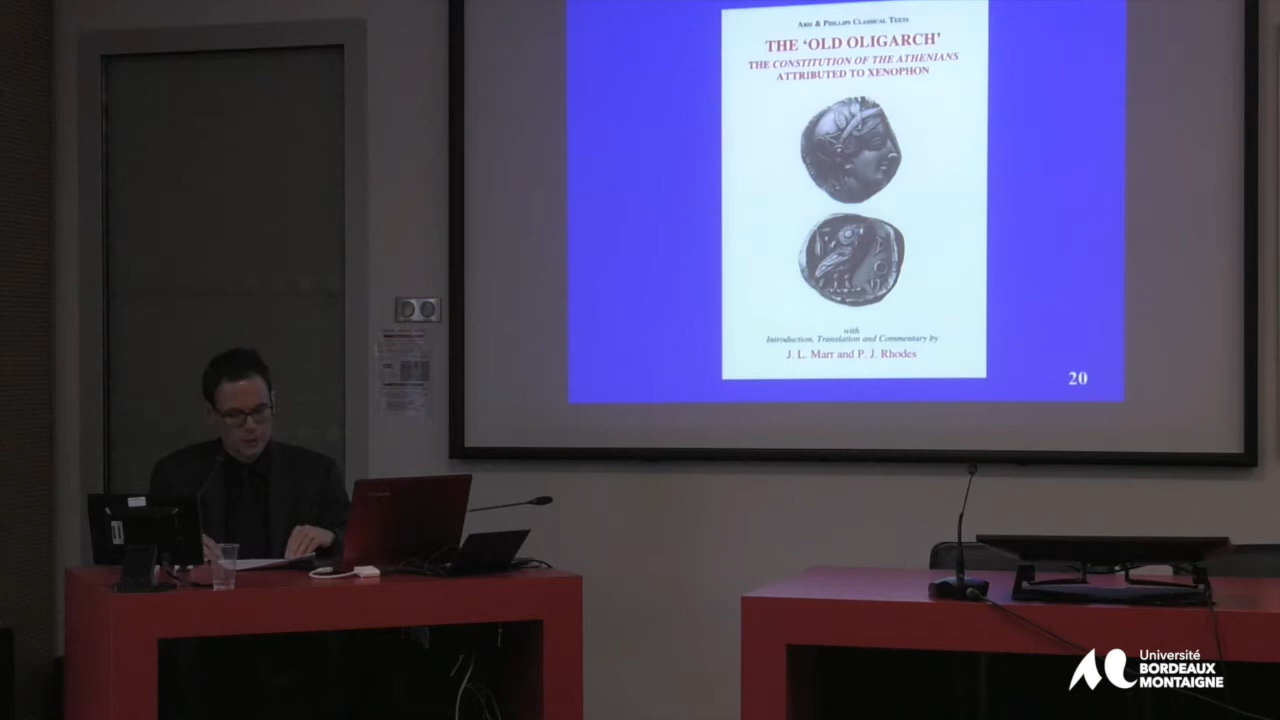 ARIS & PHILLIPS CLASSICAL TEXTS
THE 'OLD OLIGARCH'
THE CONSTITUTION OF THE ATHENIANS
ATTRIBUTED TO XENOPHON
with
Introduction, Translation and Commentary by
J. L. Marr and P. J. Rhodes
20
Université
BORDEAUX
MONTAIGNE